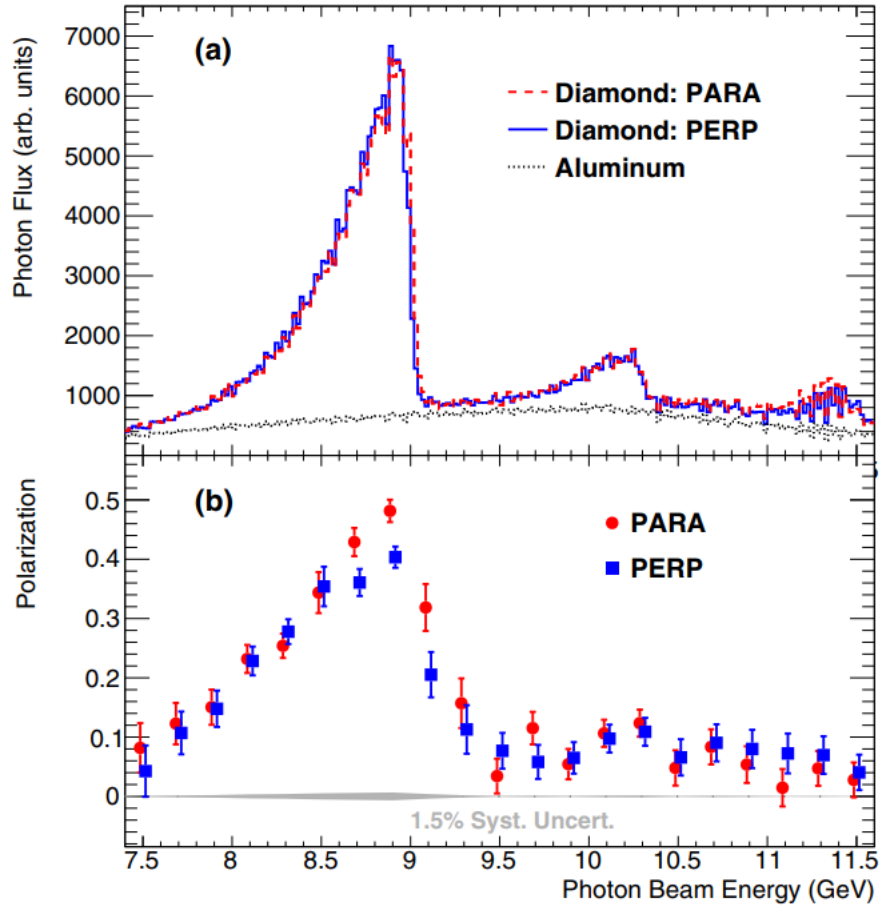 (a)
Photon Flux (arb. units)
7000
6000
5000
4000
3000
2000
1000
Diamond: PARA
Diamond: PERP
Aluminum
(b)
Polarization
0.5
0.4
0.3
0.2
0.1
0
PARA
PERP
1.5% Syst. Uncert.
7.5 8 8.5 9 9.5 10 10.5 11 11.5
Photon Beam Energy (GeV)